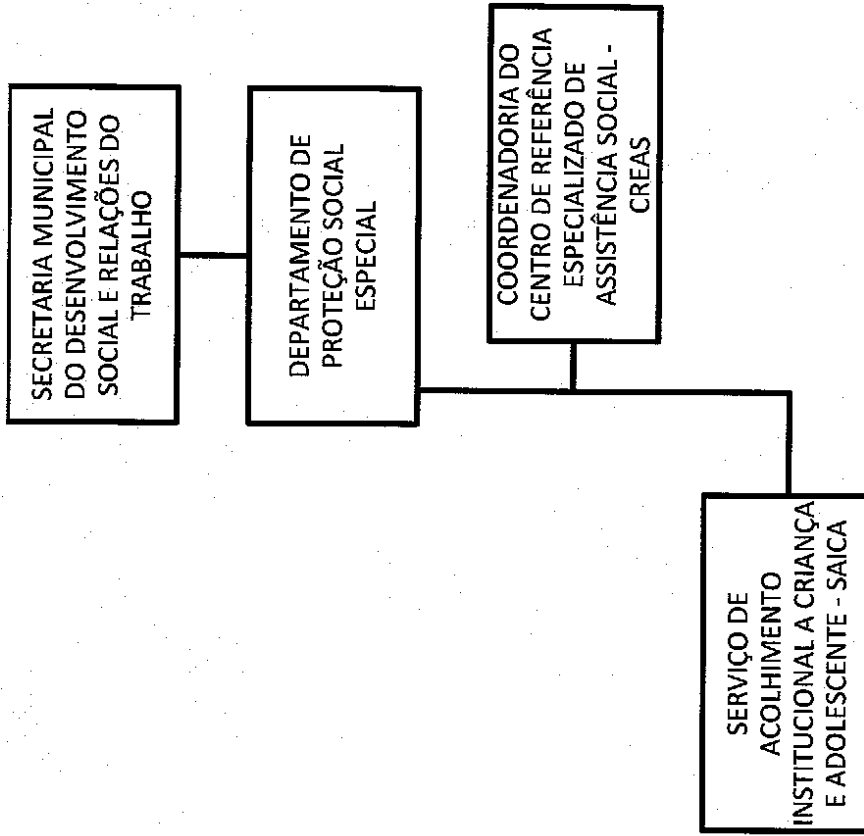 SECRETARIA MUNICIPAL
DO DESENVOLVIMENTO
SOCIAL E RELAÇÕES DO
TRABALHO
DEPARTAMENTO DE
PROTEÇÃO SOCIAL
ESPECIAL
COORDENADORIA DO
CENTRO DE REFERÊNCIA
ESPECIALIZADO DE
ASSISTÊNCIA SOCIAL -
CREAS
SERVIÇO DE
ACOLHIMENTO
INSTITUCIONAL A CRIANÇA
E ADOLESCENTE - SAICA